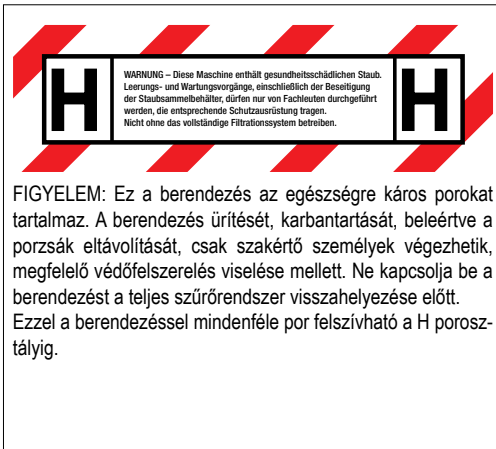 H
WARNUNG – Diese Maschine enthält gesundheitsschädlichen Staub.
Leerungs- und Wartungsvorgänge, einschließlich der Beseitigung
der Staubsammelbehälter, dürfen nur von Fachleuten durchgeführt
werden, die entsprechende Schutzausrüstung tragen.
Nicht ohne das vollständige Filtrationssystem betreiben.
H
FIGYELEM: Ez a berendezés az egészségre káros porokat
tartalmaz. A berendezés ürítését, karbantartását, beleértve a
porzsák eltávolítását, csak szakértő személyek végezhetik,
megfelelő védőfelszerelés viselése mellett. Ne kapcsolja be a
berendezést a teljes szűrőrendszer visszahelyezése előtt.
Ezzel a berendezéssel mindenféle por felszívható a H porosz-
tályig.